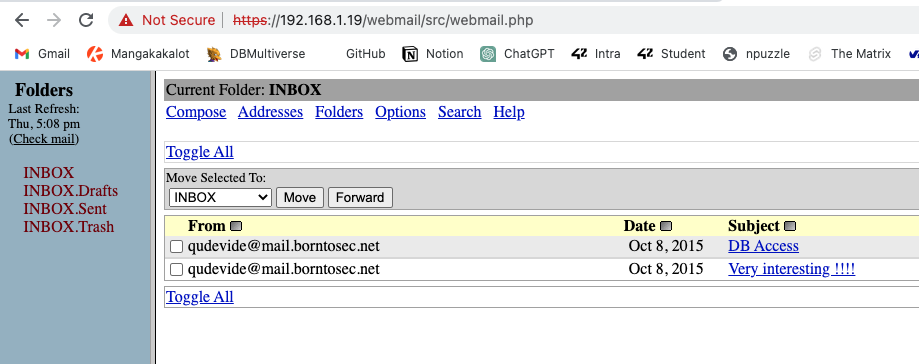 Not Secure https://192.168.1.19/webmail/src/webmail.php
Gmail Mangakakalot DBMultiverse GitHub Notion ChatGPT Intra Student npuzzle The Matrix
Folders
Last Refresh:
Thu, 5:08 pm
(Check mail)
INBOX
INBOX.Drafts
INBOX.Sent
INBOX.Trash
Current Folder: INBOX
Compose Addresses Folders Options Search Help
Toggle All
Move Selected To:
INBOX Move Forward
From Date Subject
qudevide@mail.borntosec.net Oct 8, 2015 DB Access
qudevide@mail.borntosec.net Oct 8, 2015 Very interesting !!!!
Toggle All